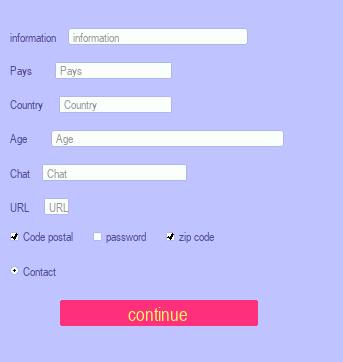 information information
Pays Pays
Country Country
Age Age
Chat Chat
URL URL
Code postal password zip code
Contact
continue